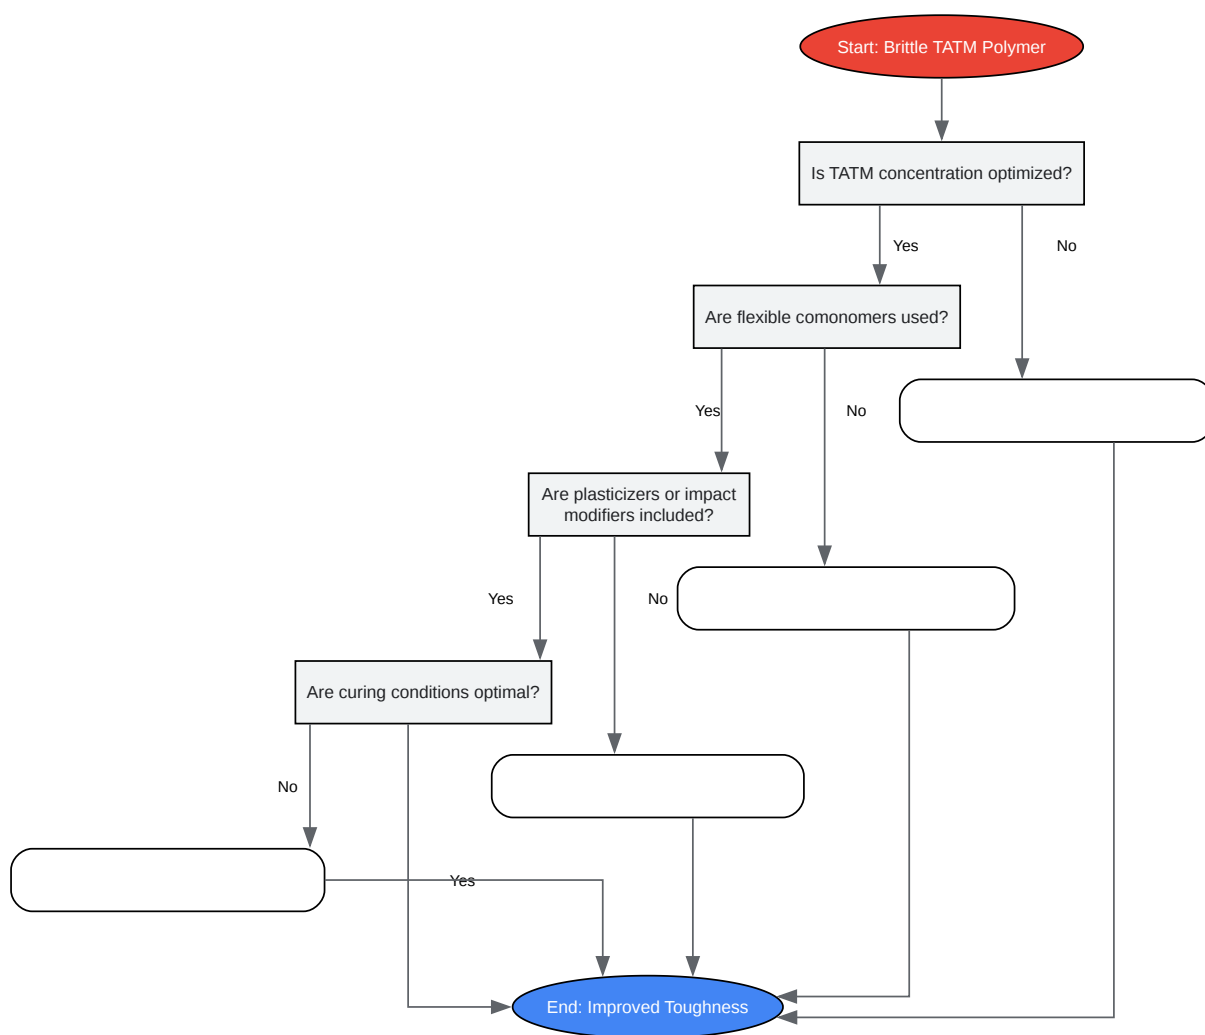 Start: Brittle TATM Polymer
Is TATM concentration optimized?
Yes
No
Are flexible comonomers used?
Yes
No
Are plasticizers or impact
modifiers included?
Yes
No
Are curing conditions optimal?
No
Yes
End: Improved Toughness